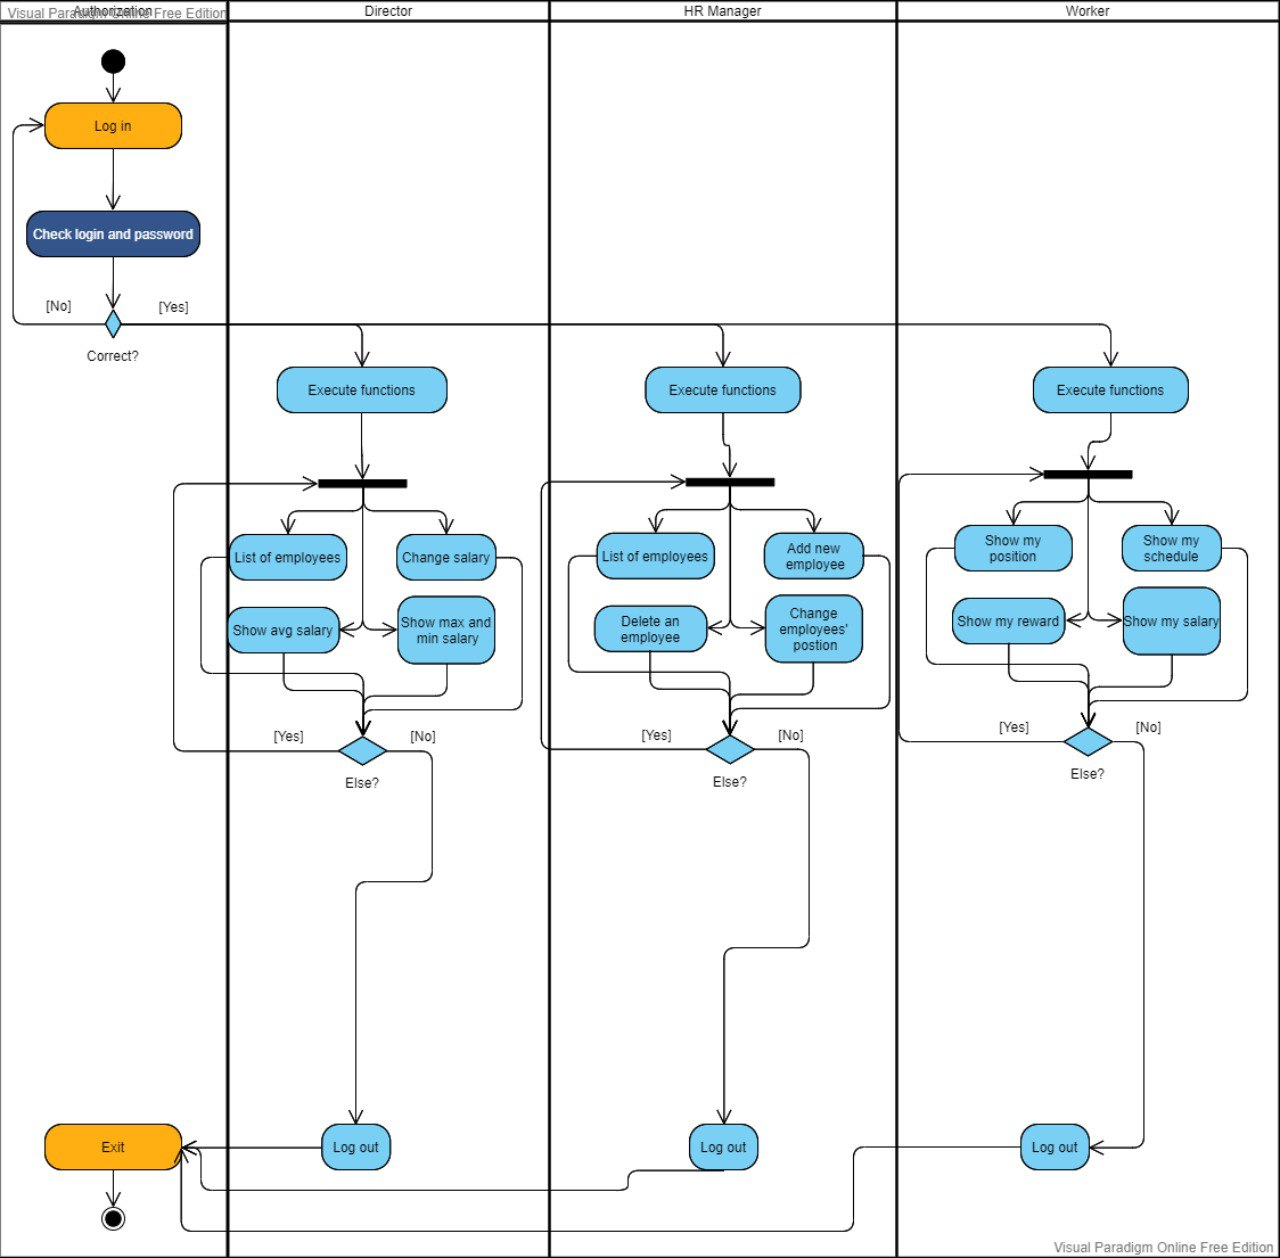 Visual Paradigm Online Free Edition
Authorization
Director
HR Manager
Worker
Log in
Check login and password
[No]
[Yes]
Correct?
Execute functions
Execute functions
Execute functions
List of employees
Change salary
Show avg salary
Show max and
min salary
[Yes]
[No]
Else?
List of employees
Add new
employee
Delete an
employee
Change
employees'
postion
[Yes]
[No]
Else?
Show my
position
Show my
schedule
Show my reward
Show my salary
[Yes]
[No]
Else?
Exit
Log out
Log out
Log out
Visual Paradigm Online Free Edition